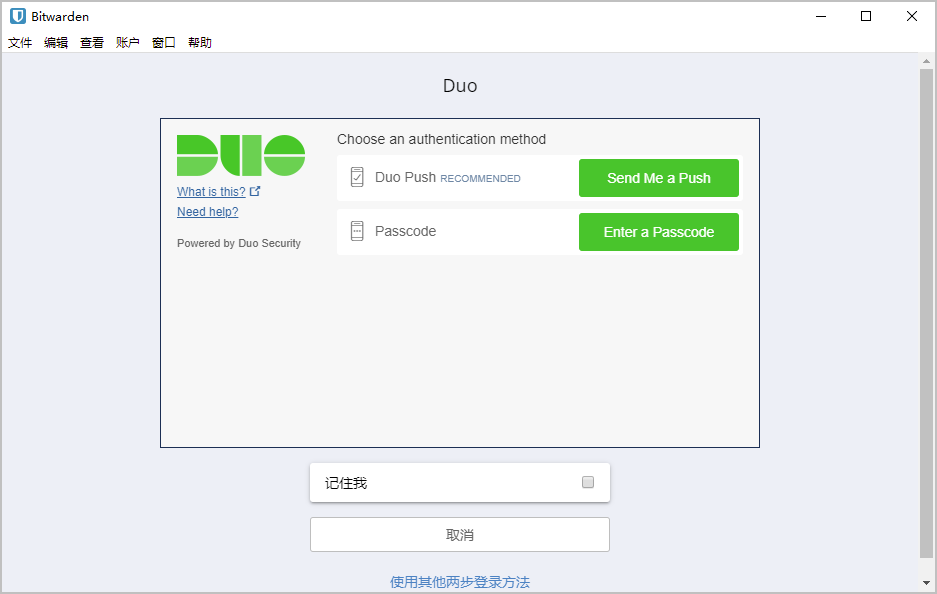 Bitwarden
文件 编辑 查看 账户 窗口 帮助
Duo
DUO
What is this?
Need help?
Powered by Duo Security
Choose an authentication method
Duo Push RECOMMENDED Send Me a Push
Passcode Enter a Passcode
记住我
取消
使用其他两步登录方法